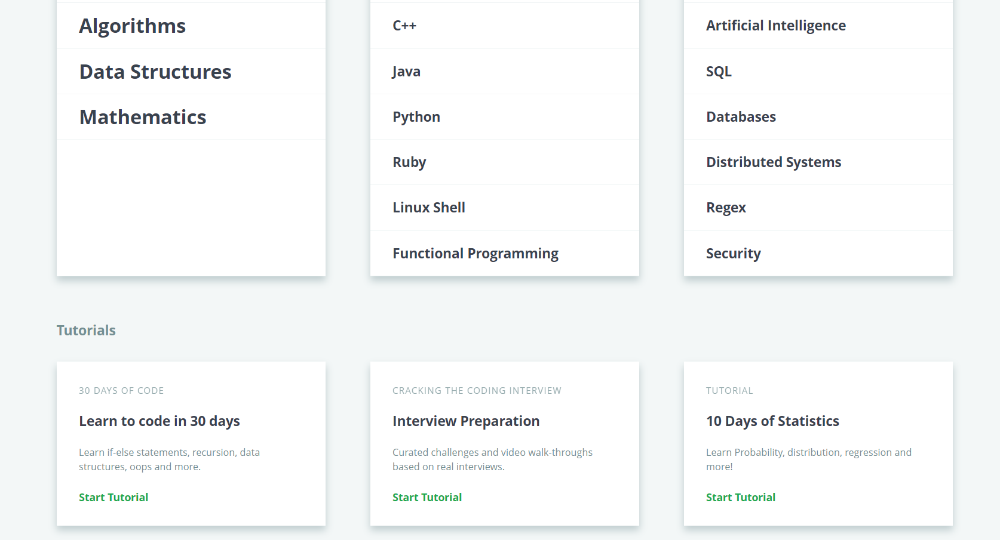 Algorithms
Data Structures
Mathematics
C++
Java
Python
Ruby
Linux Shell
Functional Programming
Artificial Intelligence
SQL
Databases
Distributed Systems
Regex
Security
Tutorials
30 DAYS OF CODE
Learn to code in 30 days
Learn if-else statements, recursion, data
structures, oops and more.
Start Tutorial
CRACKING THE CODING INTERVIEW
Interview Preparation
Curated challenges and video walk-throughs
based on real interviews.
Start Tutorial
TUTORIAL
10 Days of Statistics
Learn Probability, distribution, regression and
more!
Start Tutorial